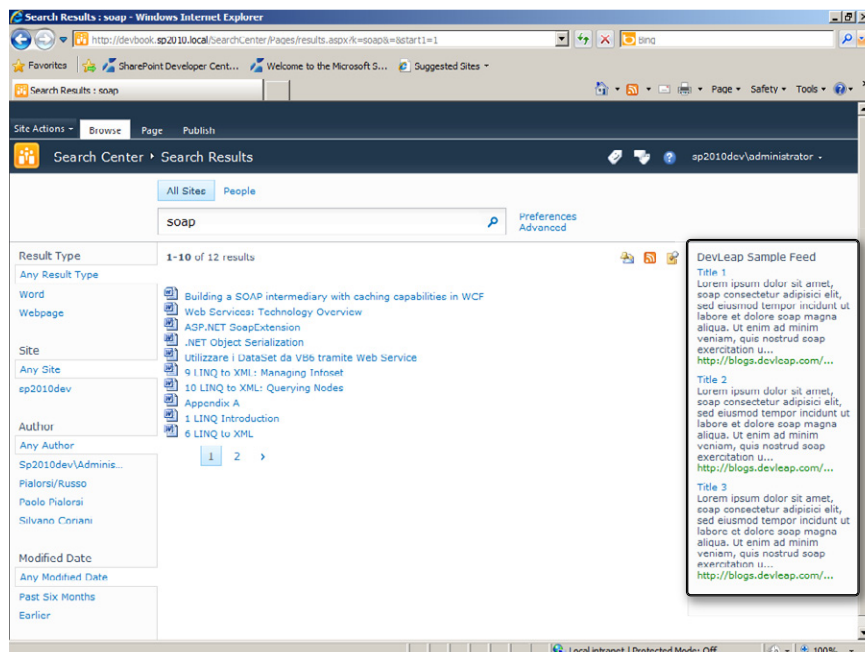 Search Results : soap - Windows Internet Explorer
http://devbook.sp2010.local/SearchCenter/Pages/results.aspx?k=soap&=&start1=1
Bing
Favorites
SharePoint Developer Cent...
Welcome to the Microsoft S...
Suggested Sites
Search Results : soap
Page
Safety
Tools
Site Actions
Browse
Page
Publish
Search Center
Search Results
sp2010dev\administrator
All Sites
People
soap
Preferences
Advanced
Result Type
Any Result Type
Word
Webpage
Site
Any Site
sp2010dev
Author
Any Author
Sp2010dev\Adminis...
Pialorsi/Russo
Paolo Pialorsi
Silvano Coriani
Modified Date
Any Modified Date
Past Six Months
Earlier
1-10 of 12 results
Building a SOAP intermediary with caching capabilities in WCF
Web Services: Technology Overview
ASP.NET SoapExtension
.NET Object Serialization
Utilizzare i DataSet da VB6 tramite Web Service
9 LINQ to XML: Managing Infoset
10 LINQ to XML: Querying Nodes
Appendix A
1 LINQ Introduction
6 LINQ to XML
1 2 ›
DevLeap Sample Feed
Title 1
Lorem ipsum dolor sit amet,
soap consectetur adipisici elit,
sed eiusmod tempor incidunt ut
labore et dolore soap magna
aliqua. Ut enim ad minim
veniam, quis nostrud soap
exercitation u...
http://blogs.devleap.com/...
Title 2
Lorem ipsum dolor sit amet,
soap consectetur adipisici elit,
sed eiusmod tempor incidunt ut
labore et dolore soap magna
aliqua. Ut enim ad minim
veniam, quis nostrud soap
exercitation u...
http://blogs.devleap.com/...
Title 3
Lorem ipsum dolor sit amet,
soap consectetur adipisici elit,
sed eiusmod tempor incidunt ut
labore et dolore soap magna
aliqua. Ut enim ad minim
veniam, quis nostrud soap
exercitation u...
http://blogs.devleap.com/...
Local intranet | Protected Mode: Off
100%